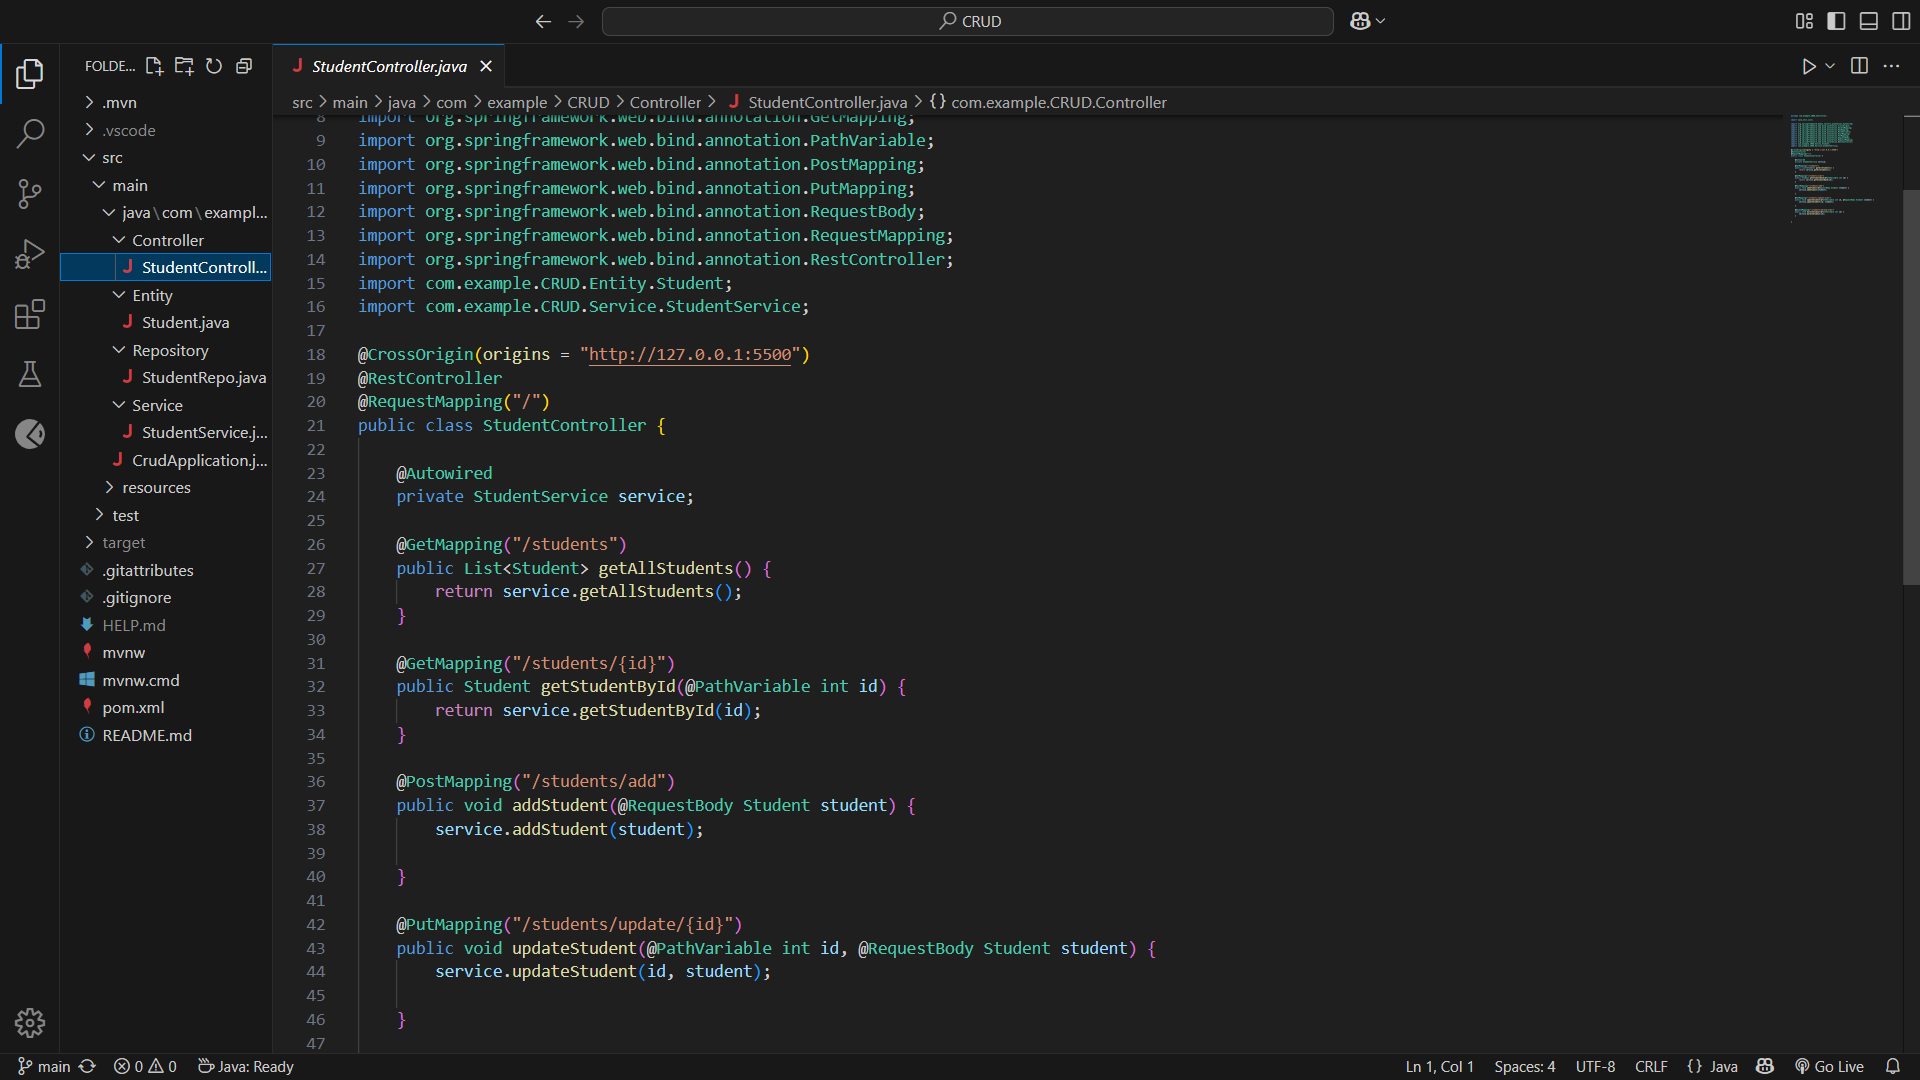 CRUD
FOLDE...
.mvn
.vscode
src
main
java\com\exampl...
Controller
StudentControll...
Entity
Student.java
Repository
StudentRepo.java
Service
StudentService.j...
CrudApplication.j...
resources
test
target
.gitattributes
.gitignore
HELP.md
mvnw
mvnw.cmd
pom.xml
README.md
StudentController.java
src > main > java > com > example > CRUD > Controller > StudentController.java > {} com.example.CRUD.Controller
8 import org.springframework.web.bind.annotation.GetMapping;
9 import org.springframework.web.bind.annotation.PathVariable;
10 import org.springframework.web.bind.annotation.PostMapping;
11 import org.springframework.web.bind.annotation.PutMapping;
12 import org.springframework.web.bind.annotation.RequestBody;
13 import org.springframework.web.bind.annotation.RequestMapping;
14 import org.springframework.web.bind.annotation.RestController;
15 import com.example.CRUD.Entity.Student;
16 import com.example.CRUD.Service.StudentService;
17
18 @CrossOrigin(origins = "http://127.0.0.1:5500")
19 @RestController
20 @RequestMapping("/")
21 public class StudentController {
22
23     @Autowired
24     private StudentService service;
25
26     @GetMapping("/students")
27     public List<Student> getAllStudents() {
28         return service.getAllStudents();
29     }
30
31     @GetMapping("/students/{id}")
32     public Student getStudentById(@PathVariable int id) {
33         return service.getStudentById(id);
34     }
35
36     @PostMapping("/students/add")
37     public void addStudent(@RequestBody Student student) {
38         service.addStudent(student);
39
40     }
41
42     @PutMapping("/students/update/{id}")
43     public void updateStudent(@PathVariable int id, @RequestBody Student student) {
44         service.updateStudent(id, student);
45
46     }
47
main 0 0 Java: Ready Ln 1, Col 1 Spaces: 4 UTF-8 CRLF {} Java Go Live